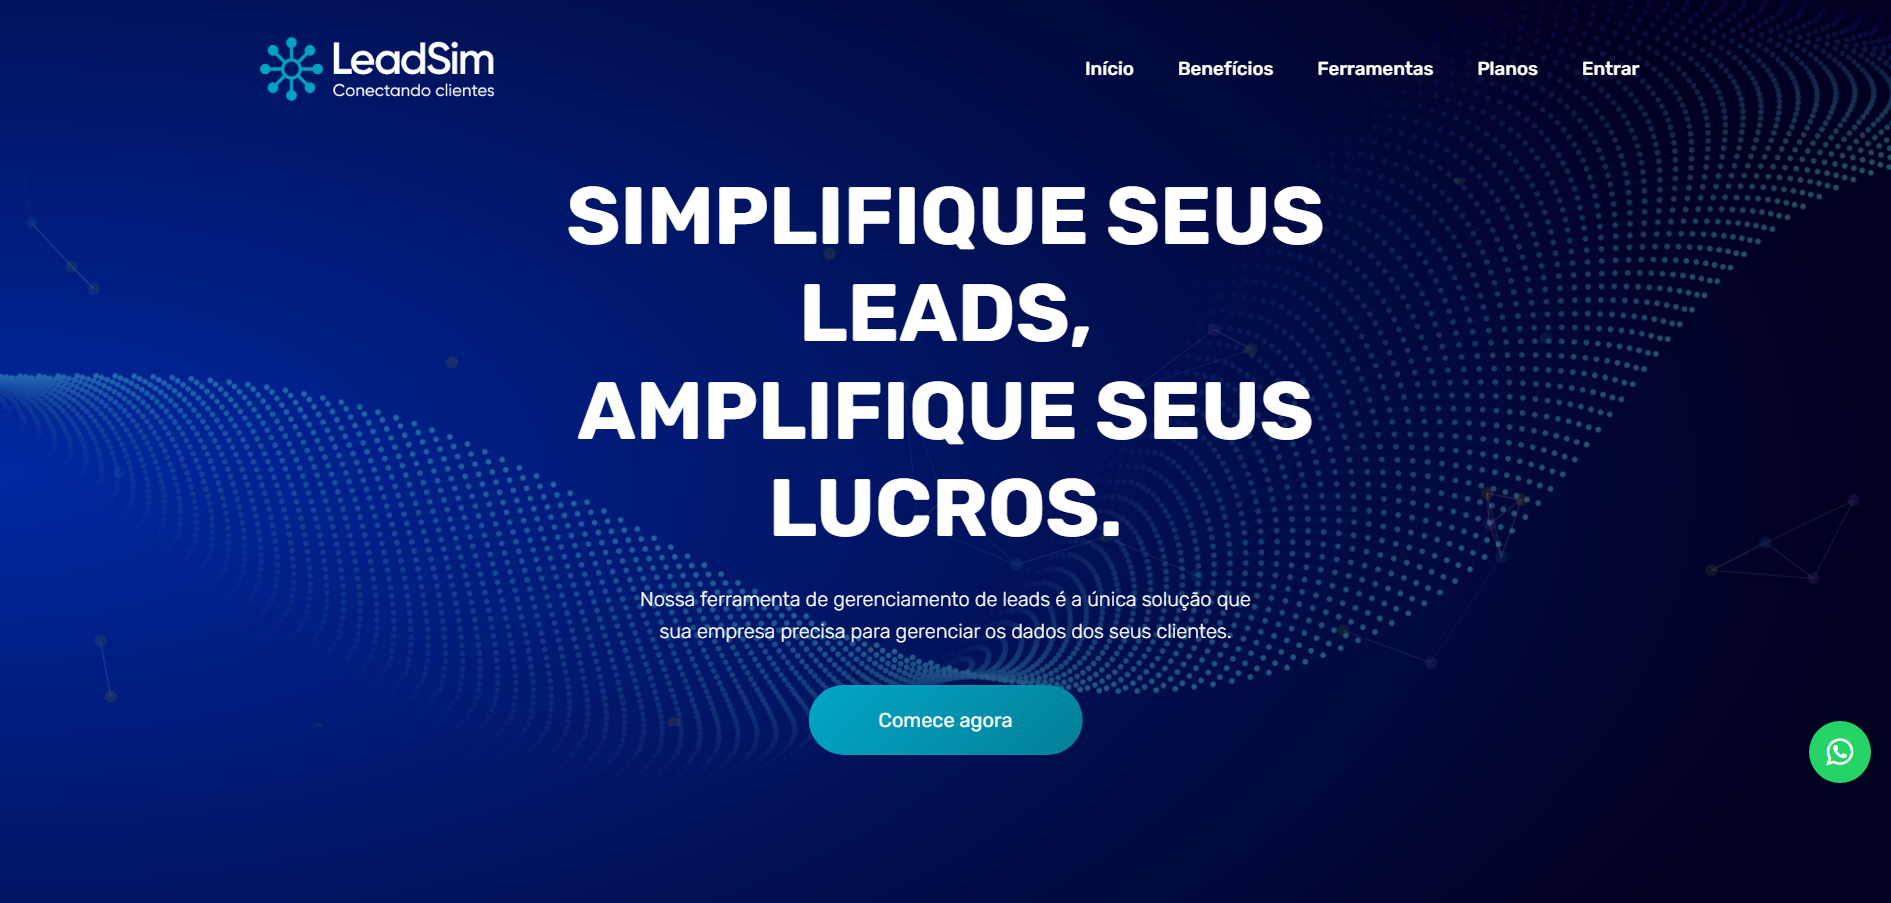 LeadSim
Conectando clientes
Início
Benefícios
Ferramentas
Planos
Entrar
SIMPLIFIQUE SEUS
LEADS,
AMPLIFIQUE SEUS
LUCROS.
Nossa ferramenta de gerenciamento de leads é a única solução que
sua empresa precisa para gerenciar os dados dos seus clientes.
Comece agora